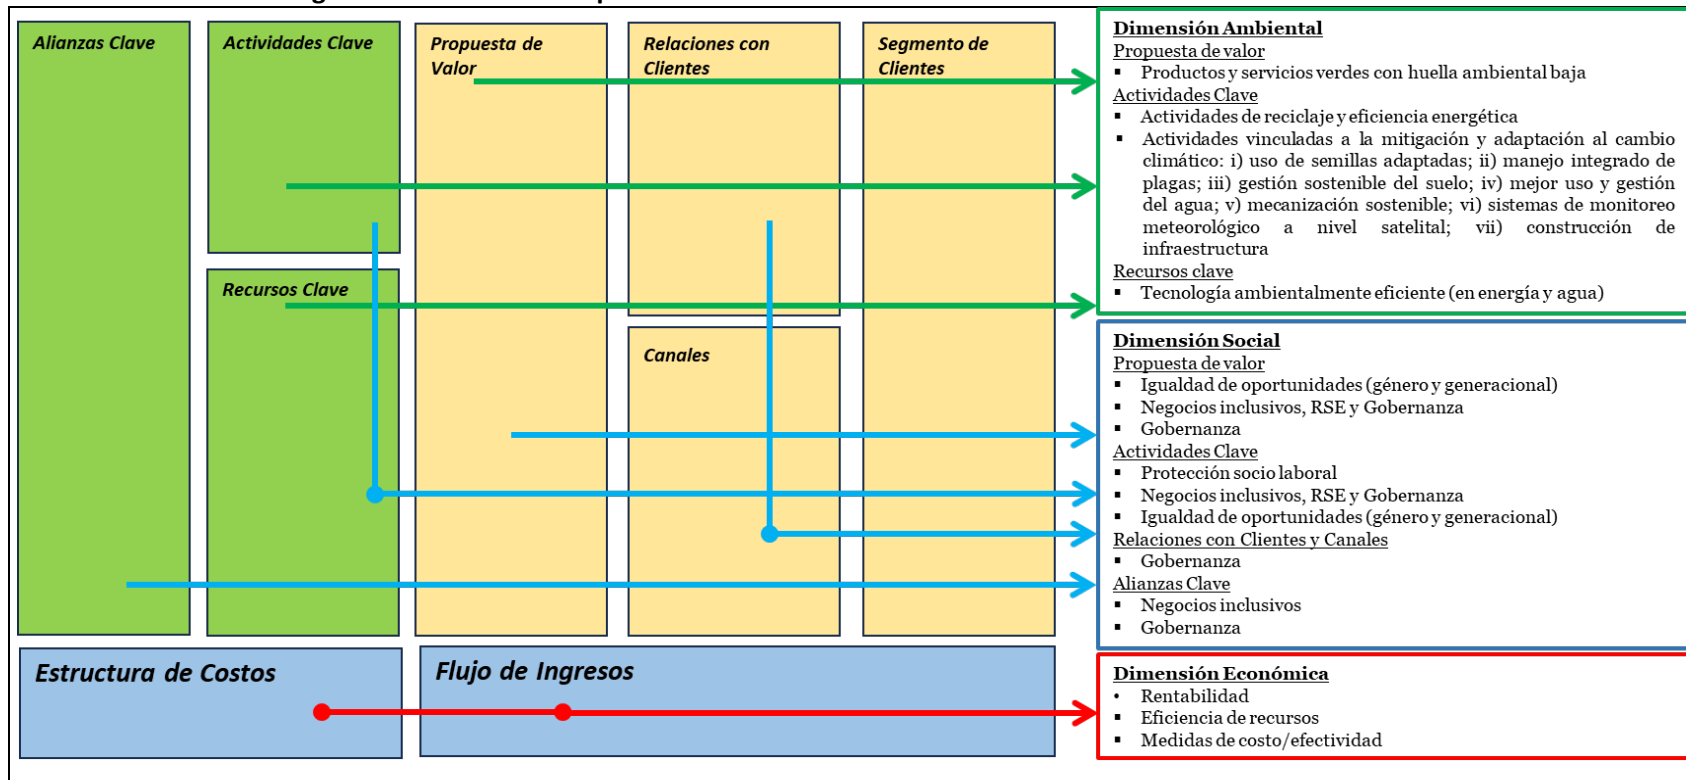 Alianzas Clave
Actividades Clave
Propuesta de
Valor
Relaciones con
Clientes
Segmento de
Clientes
Recursos Clave
Canales
Estructura de Costos
Flujo de Ingresos
Dimensión Ambiental
Propuesta de valor
▪ Productos y servicios verdes con huella ambiental baja
Actividades Clave
▪ Actividades de reciclaje y eficiencia energética
▪ Actividades vinculadas a la mitigación y adaptación al cambio
climático: i) uso de semillas adaptadas; ii) manejo integrado de
plagas; iii) gestión sostenible del suelo; iv) mejor uso y gestión
del agua; v) mecanización sostenible; vi) sistemas de monitoreo
meteorológico a nivel satelital; vii) construcción de
infraestructura
Recursos clave
▪ Tecnología ambientalmente eficiente (en energía y agua)
Dimensión Social
Propuesta de valor
▪ Igualdad de oportunidades (género y generacional)
▪ Negocios inclusivos, RSE y Gobernanza
▪ Gobernanza
Actividades Clave
▪ Protección socio laboral
▪ Negocios inclusivos, RSE y Gobernanza
▪ Igualdad de oportunidades (género y generacional)
Relaciones con Clientes y Canales
▪ Gobernanza
Alianzas Clave
▪ Negocios inclusivos
▪ Gobernanza
Dimensión Económica
• Rentabilidad
▪ Eficiencia de recursos
▪ Medidas de costo/efectividad